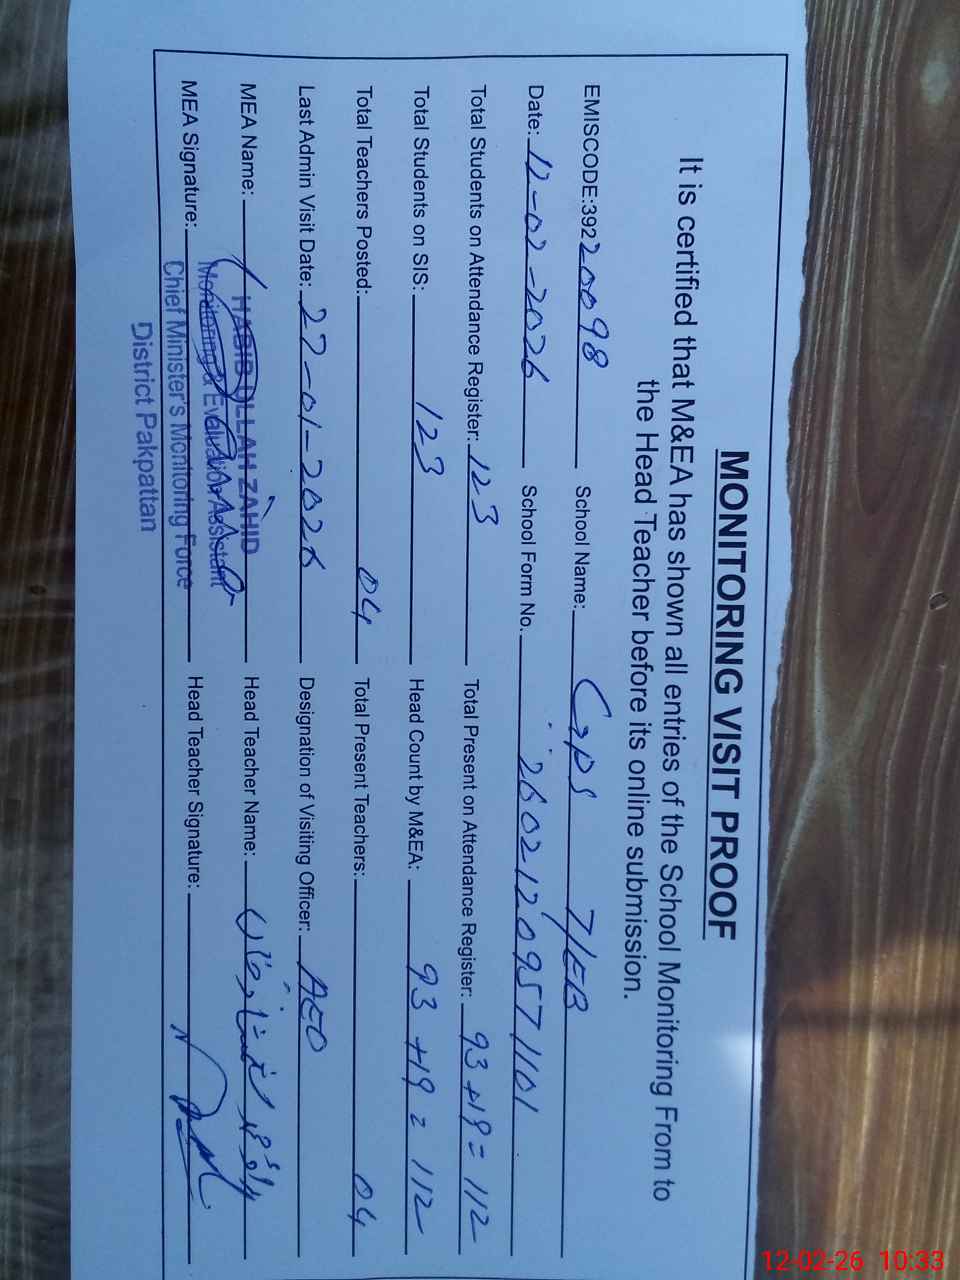 MONITORING VISIT PROOF
It is certified that M&EA has shown all entries of the School Monitoring From to
the Head Teacher before its online submission.
EMISCODE:39220098 School Name: GPS 7/EB
Date: 12-02-2026 School Form No. 26021209571101
Total Students on Attendance Register: 123 Total Present on Attendance Register: 93+19=112
Total Students on SIS: 123 Head Count by M&EA: 93+19=112
Total Teachers Posted: 04 Total Present Teachers: 04
Last Admin Visit Date: 27-01-2026 Designation of Visiting Officer: AEO
MEA Name: HABIB ULLAH ZAHID Head Teacher Name:
MEA Signature: Monitoring & Evaluation Assistant Head Teacher Signature:
Chief Minister's Monitoring Force
District Pakpattan
12-02-26 10:33